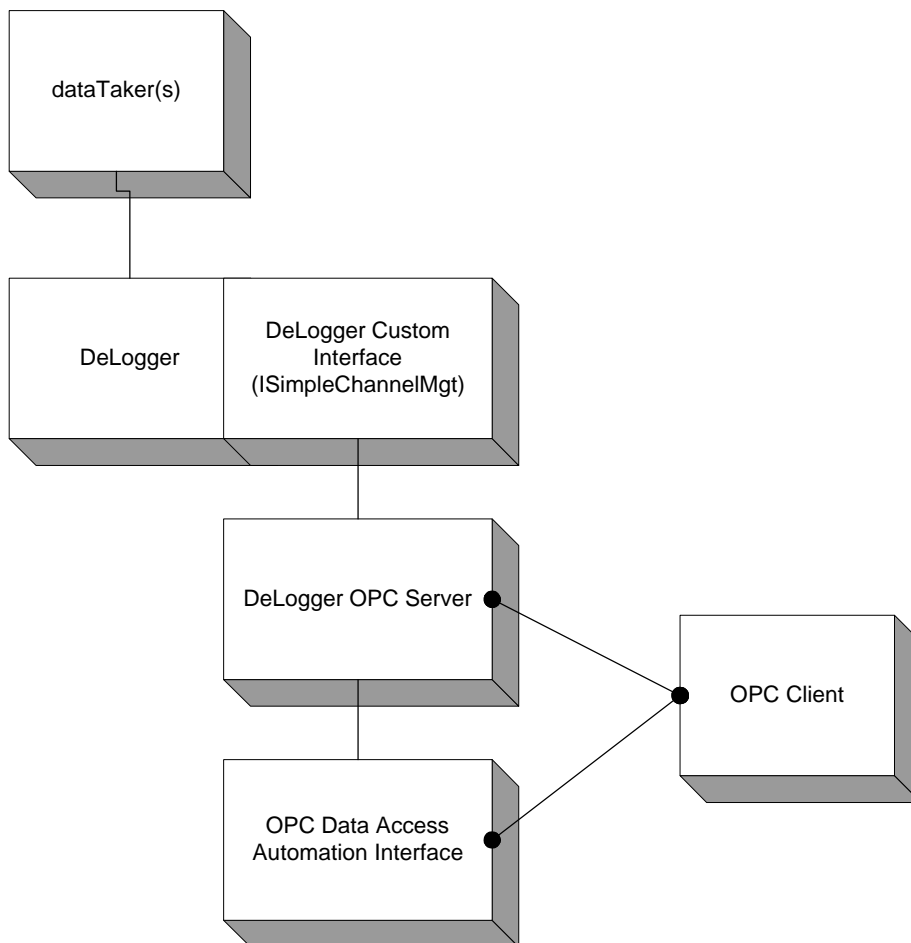 dataTaker(s)
DeLogger
DeLogger Custom
Interface
(ISimpleChannelMgt)
DeLogger OPC Server
OPC Client
OPC Data Access
Automation Interface